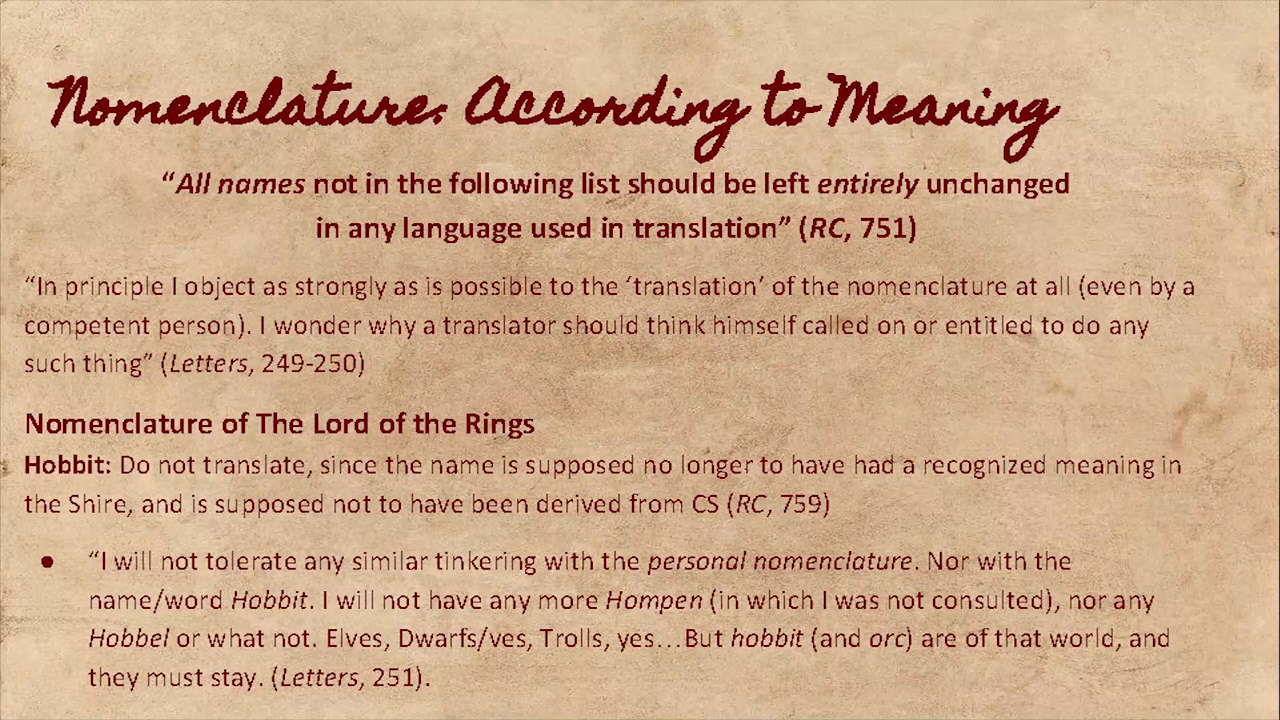 Nomenclature: According to Meaning
“All names not in the following list should be left entirely unchanged
in any language used in translation” (RC, 751)
“In principle I object as strongly as is possible to the ‘translation’ of the nomenclature at all (even by a
competent person). I wonder why a translator should think himself called on or entitled to do any
such thing” (Letters, 249-250)
Nomenclature of The Lord of the Rings
Hobbit: Do not translate, since the name is supposed no longer to have had a recognized meaning in
the Shire, and is supposed not to have been derived from CS (RC, 759)
● “I will not tolerate any similar tinkering with the personal nomenclature. Nor with the
name/word Hobbit. I will not have any more Hompen (in which I was not consulted), nor any
Hobbel or what not. Elves, Dwarfs/ves, Trolls, yes…But hobbit (and orc) are of that world, and
they must stay. (Letters, 251).